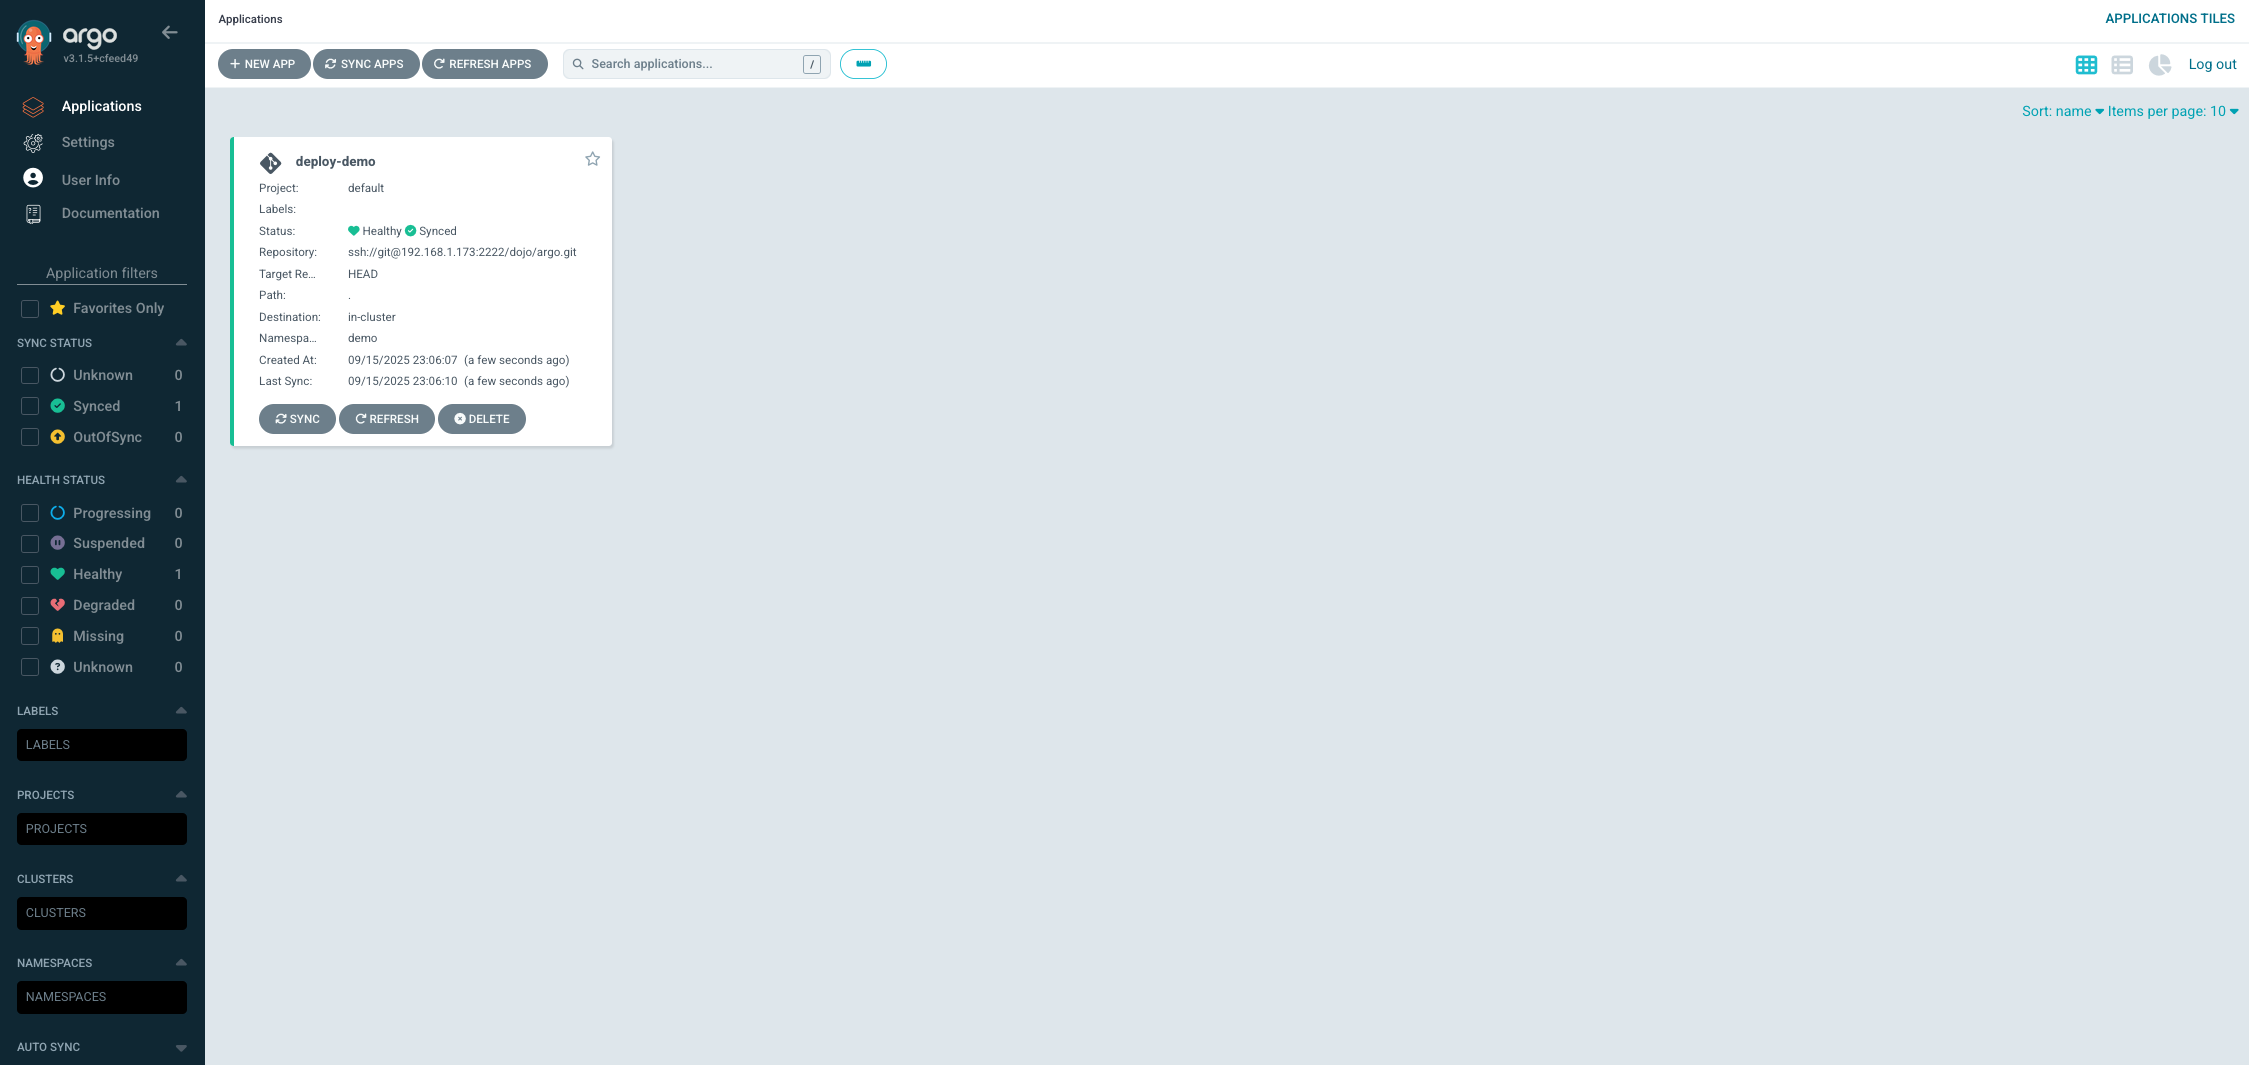 argo
v3.1.5+cfeed49
Applications
Settings
User Info
Documentation
Application filters
Favorites Only
SYNC STATUS
Unknown 0
Synced 1
OutOfSync 0
HEALTH STATUS
Progressing 0
Suspended 0
Healthy 1
Degraded 0
Missing 0
Unknown 0
LABELS
LABELS
PROJECTS
PROJECTS
CLUSTERS
CLUSTERS
NAMESPACES
NAMESPACES
AUTO SYNC
Applications
APPLICATIONS TILES
NEW APP SYNC APPS REFRESH APPS Search applications... / Log out
Sort: name Items per page: 10
deploy-demo
Project: default
Labels:
Status: Healthy Synced
Repository: ssh://git@192.168.1.173:2222/dojo/argo.git
Target Re... HEAD
Path: .
Destination: in-cluster
Namespa... demo
Created At: 09/15/2025 23:06:07 (a few seconds ago)
Last Sync: 09/15/2025 23:06:10 (a few seconds ago)
SYNC REFRESH DELETE